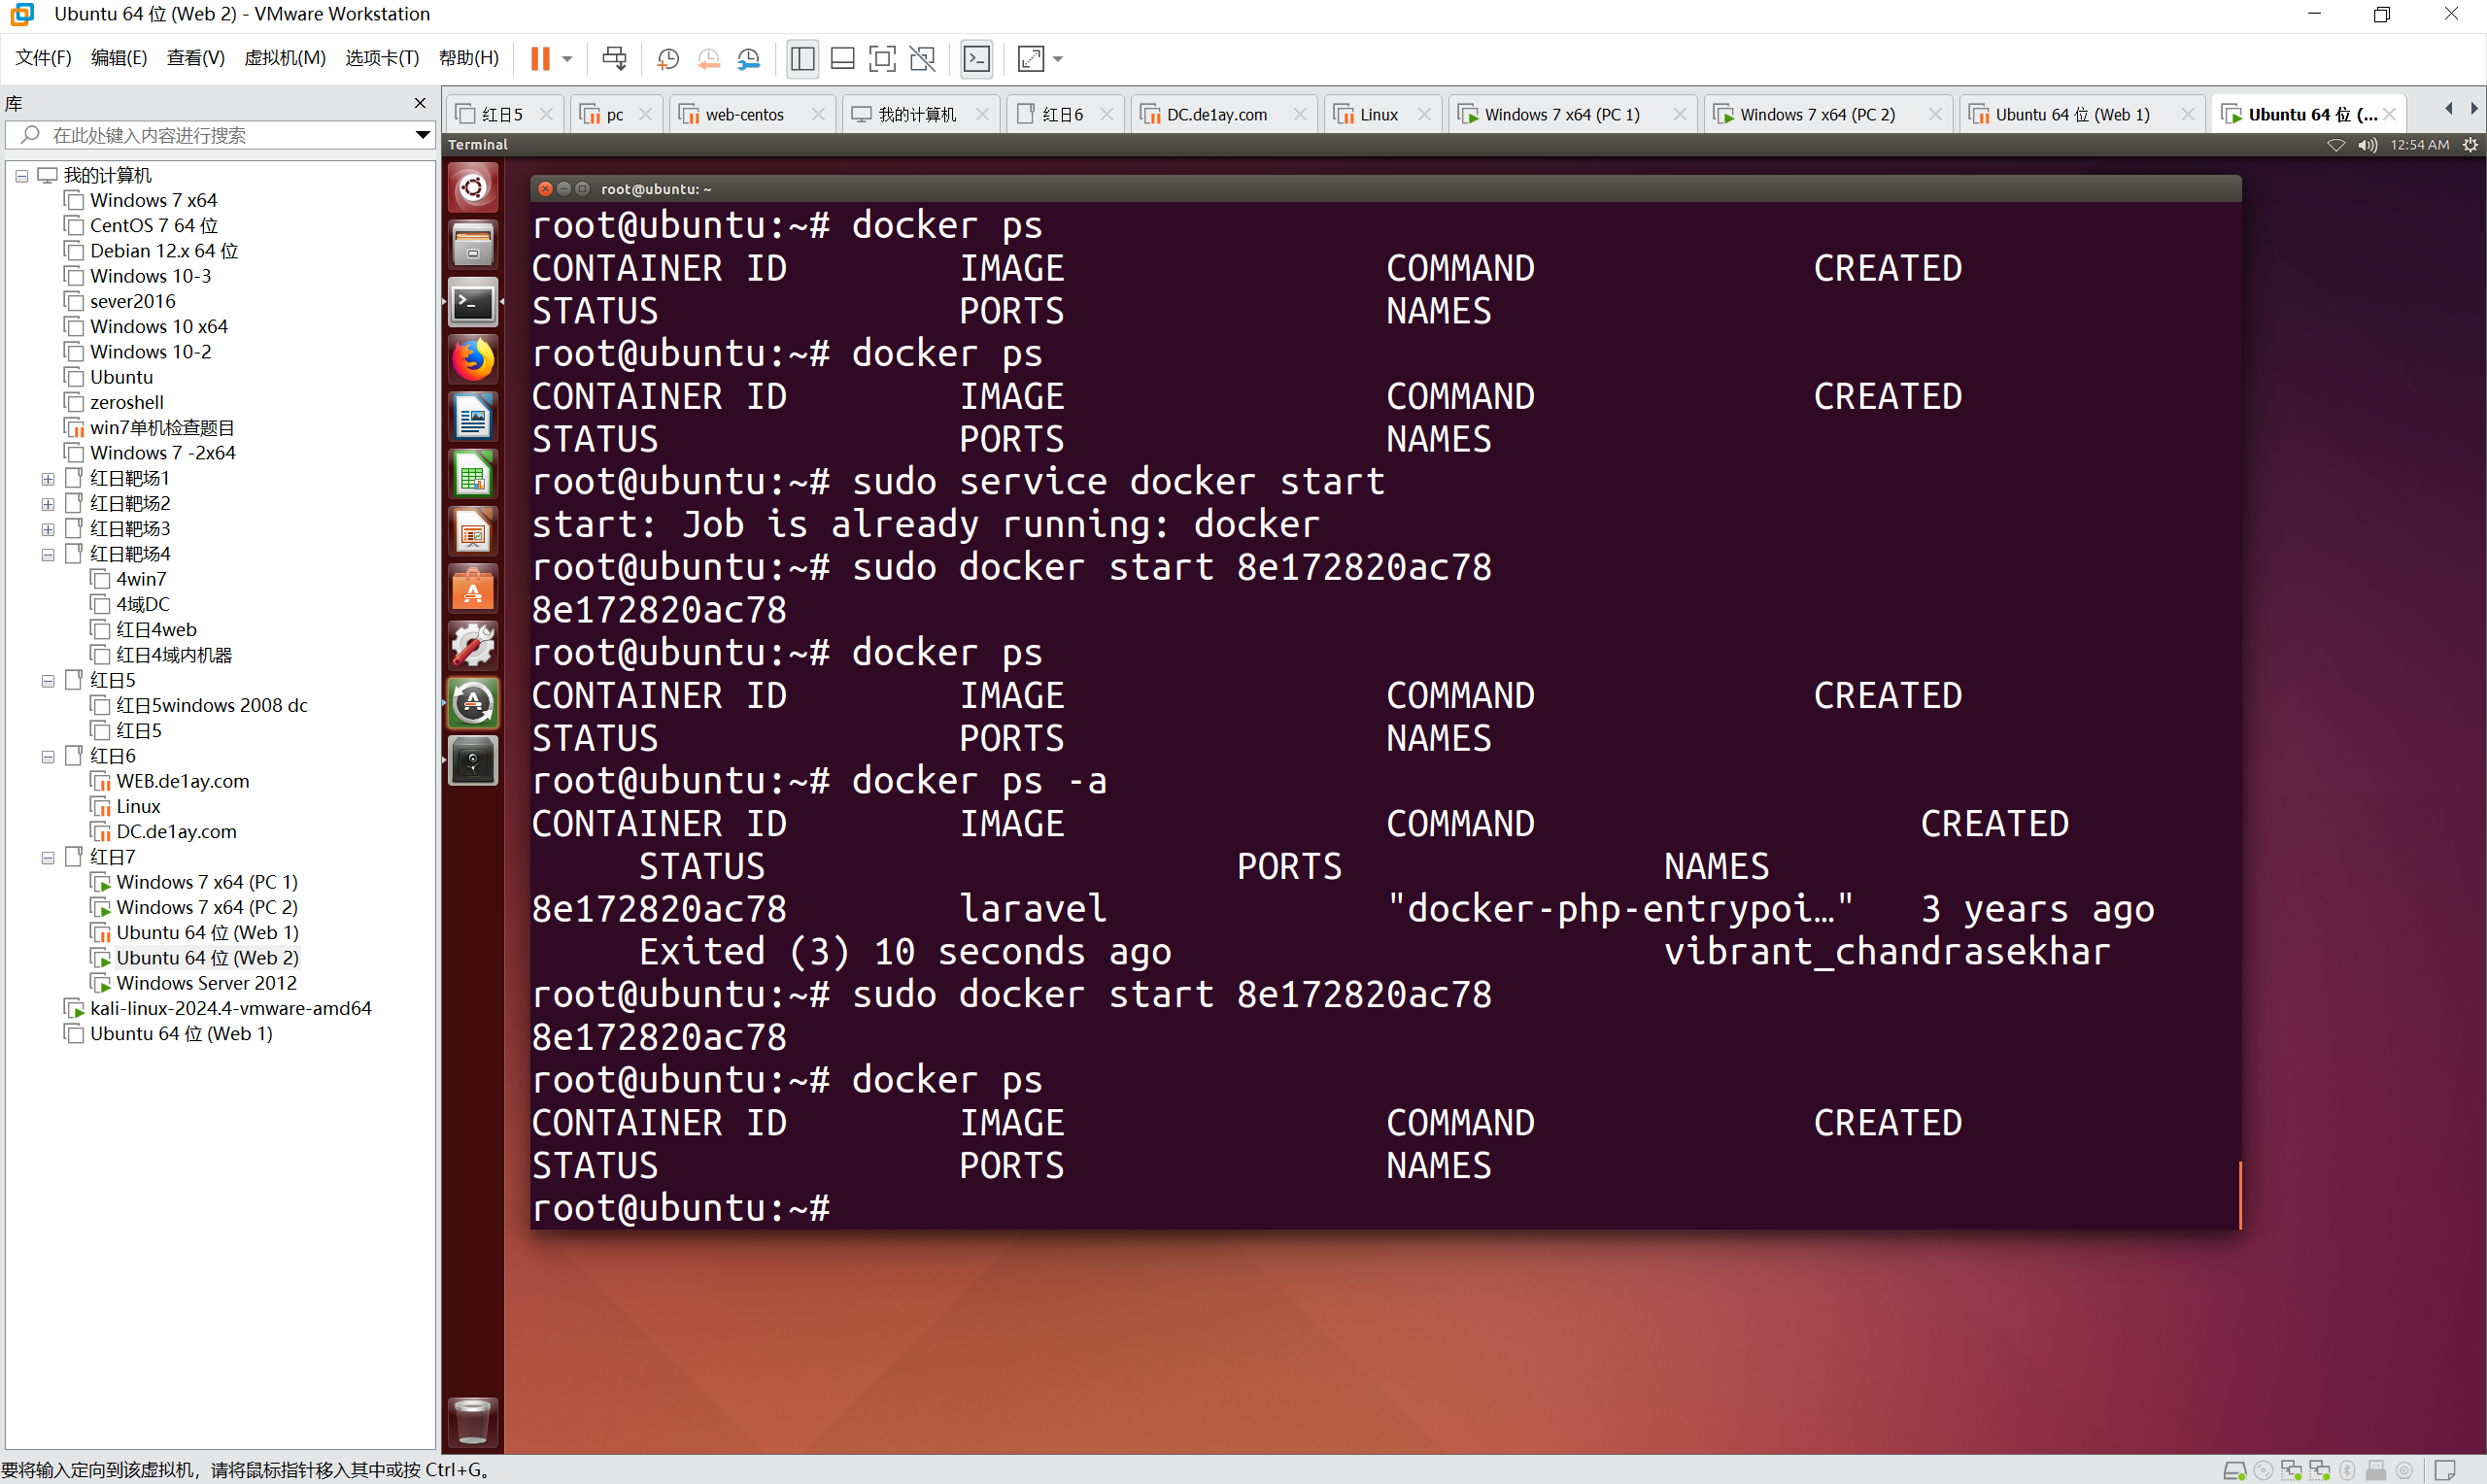 Ubuntu 64 位 (Web 2) - VMware Workstation
文件(F) 编辑(E) 查看(V) 虚拟机(M) 选项卡(T) 帮助(H)
库
在此处键入内容进行搜索
我的计算机
Windows 7 x64
CentOS 7 64 位
Debian 12.x 64 位
Windows 10-3
sever2016
Windows 10 x64
Windows 10-2
Ubuntu
zeroshell
win7单机检查题目
Windows 7 -2x64
红日靶场1
红日靶场2
红日靶场3
红日靶场4
4win7
4域DC
红日4web
红日4域内机器
红日5
红日5windows 2008 dc
红日5
红日6
WEB.de1ay.com
Linux
DC.de1ay.com
红日7
Windows 7 x64 (PC 1)
Windows 7 x64 (PC 2)
Ubuntu 64 位 (Web 1)
Ubuntu 64 位 (Web 2)
Windows Server 2012
kali-linux-2024.4-vmware-amd64
Ubuntu 64 位 (Web 1)
红日5 pc web-centos 我的计算机 红日6 DC.de1ay.com Linux Windows 7 x64 (PC 1) Windows 7 x64 (PC 2) Ubuntu 64 位 (Web 1) Ubuntu 64 位 (...
Terminal 12:54 AM
root@ubuntu: ~
root@ubuntu:~# docker ps
CONTAINER ID IMAGE COMMAND CREATED
STATUS PORTS NAMES
root@ubuntu:~# docker ps
CONTAINER ID IMAGE COMMAND CREATED
STATUS PORTS NAMES
root@ubuntu:~# sudo service docker start
start: Job is already running: docker
root@ubuntu:~# sudo docker start 8e172820ac78
8e172820ac78
root@ubuntu:~# docker ps
CONTAINER ID IMAGE COMMAND CREATED
STATUS PORTS NAMES
root@ubuntu:~# docker ps -a
CONTAINER ID IMAGE COMMAND CREATED
STATUS PORTS NAMES
8e172820ac78 laravel "docker-php-entrypoi…" 3 years ago
Exited (3) 10 seconds ago vibrant_chandrasekhar
root@ubuntu:~# sudo docker start 8e172820ac78
8e172820ac78
root@ubuntu:~# docker ps
CONTAINER ID IMAGE COMMAND CREATED
STATUS PORTS NAMES
root@ubuntu:~#
要将输入定向到该虚拟机，请将鼠标指针移入其中或按 Ctrl+G。